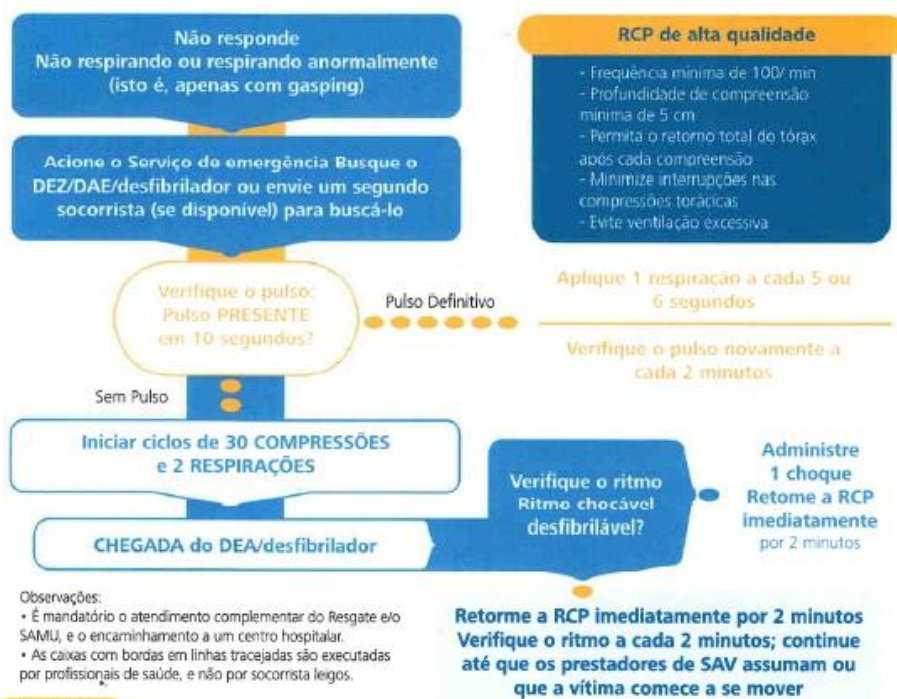 Não responde
Não respirando ou respirando anormalmente
(isto é, apenas com gasping)
Acione o Serviço de emergência Busque o
DEZ/DAE/desfibrilador ou envie um segundo
socorrista (se disponível) para buscá-lo
RCP de alta qualidade
- Frequência mínima de 100/ min
- Profundidade de compreensão
mínima de 5 cm
- Permita o retorno total do tórax
após cada compreensão
- Minimize interrupções nas
compressões torácicas
- Evite ventilação excessiva
Verifique o pulso:
Pulso PRESENTE
em 10 segundos?
Pulso Definitivo
Aplique 1 respiração a cada 5 ou
6 segundos
Verifique o pulso novamente a
cada 2 minutos
Sem Pulso
Iniciar ciclos de 30 COMPRESSÕES
e 2 RESPIRAÇÕES
CHEGADA do DEA/desfibrilador
Verifique o ritmo
Ritmo chocável
desfibrilável?
Administre
1 choque
Retome a RCP
imediatamente
por 2 minutos
Observações:
• É mandatório o atendimento complementar do Resgate e/o
SAMU, e o encaminhamento a um centro hospitalar.
• As caixas com bordas em linhas tracejadas são executadas
por profissionais de saúde, e não por socorrista leigos.
Retorme a RCP imediatamente por 2 minutos
Verifique o ritmo a cada 2 minutos; continue
até que os prestadores de SAV assumam ou
que a vítima comece a se mover